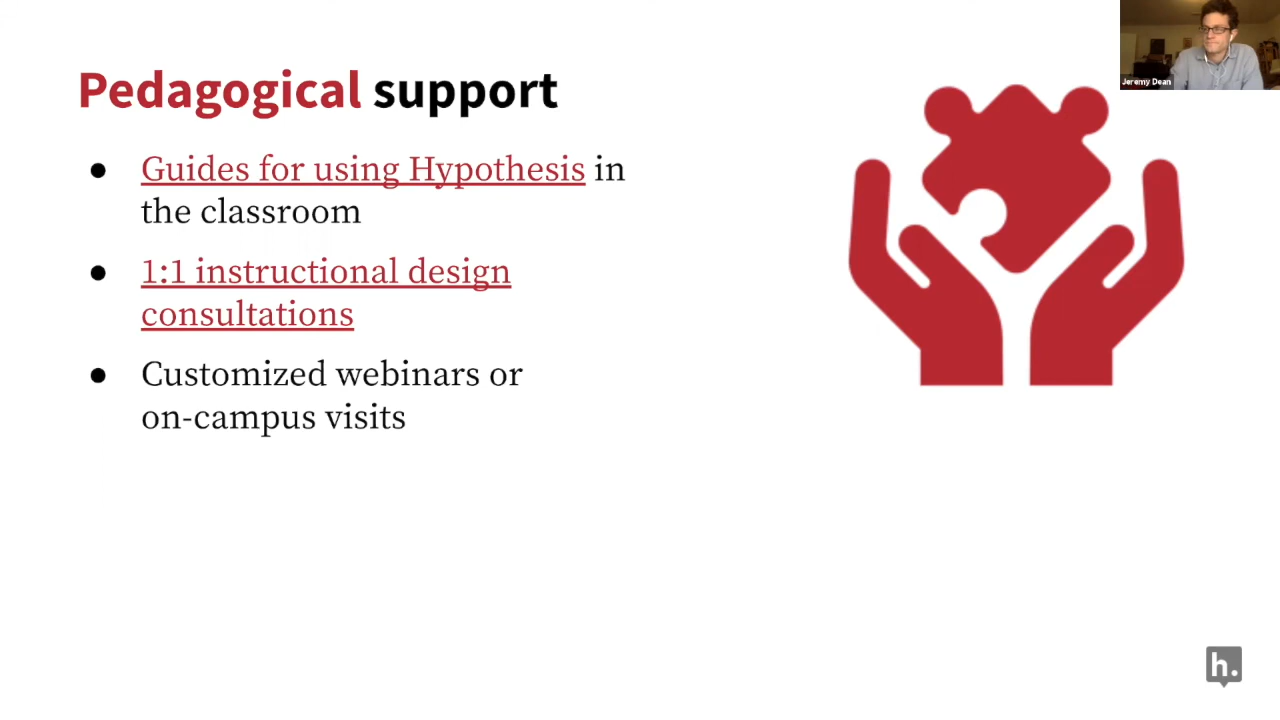 Jeremy Dean
Pedagogical support
● Guides for using Hypothesis in
the classroom
● 1:1 instructional design
consultations
● Customized webinars or
on-campus visits
h.